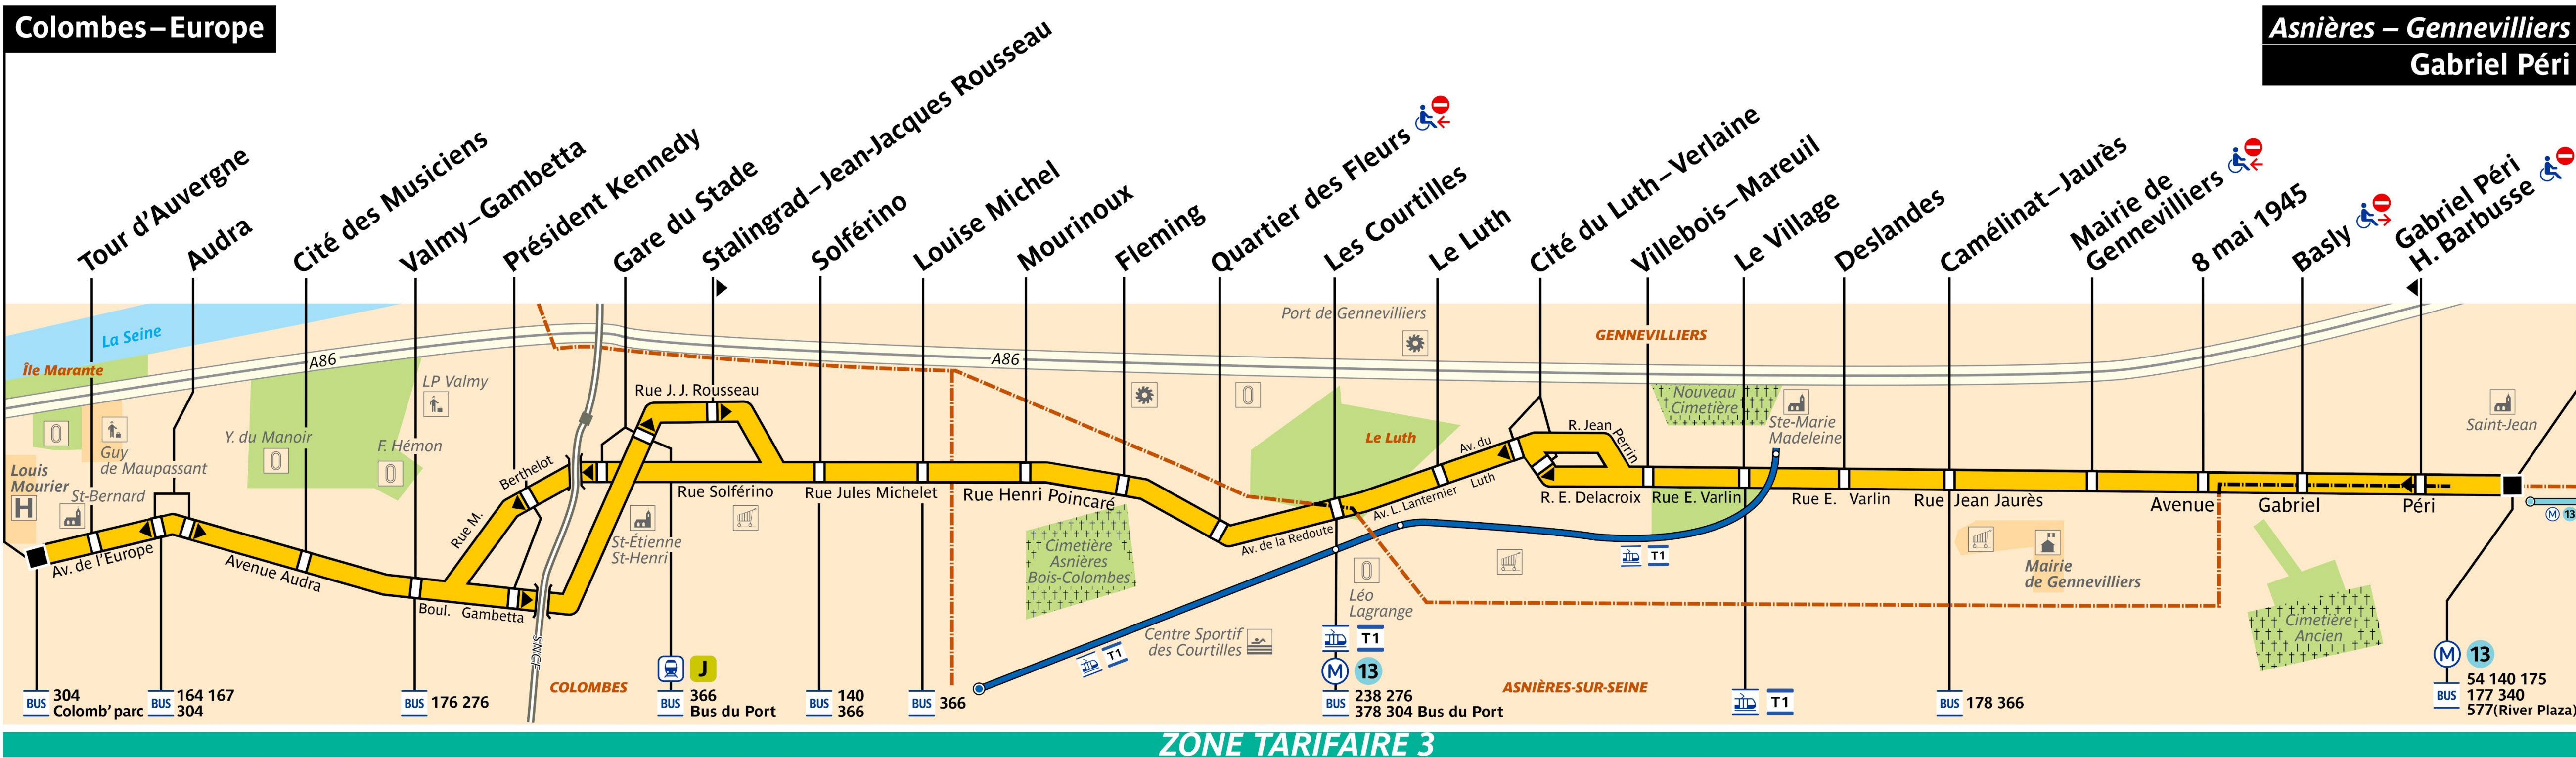 Colombes–Europe
Asnières – Gennevilliers
Gabriel Péri
Tour d'Auvergne
Audra
Cité des Musiciens
Valmy–Gambetta
Président Kennedy
Gare du Stade
Stalingrad–Jean-Jacques Rousseau
Solférino
Louise Michel
Mourinoux
Fleming
Quartier des Fleurs
Les Courtilles
Le Luth
Cité du Luth–Verlaine
Villebois–Mareuil
Le Village
Deslandes
Camélinat–Jaurès
Mairie de
Gennevilliers
8 mai 1945
Basly
Gabriel Péri
H. Barbusse
La Seine
Île Marante
A86
A86
Port de Gennevilliers
GENNEVILLIERS
LP Valmy
Y. du Manoir
F. Hémon
Guy
de Maupassant
Louis
Mourier
H
St-Bernard
Av. de l'Europe
Avenue Audra
Boul. Gambetta
Rue M. Berthelot
Rue J. J. Rousseau
Rue Solférino
Rue Jules Michelet
Rue Henri Poincaré
St-Étienne
St-Henri
SNCF
COLOMBES
Cimetière
Asnières
Bois-Colombes
Centre Sportif
des Courtilles
T1
Av. de la Redoute
Le Luth
Av. L. Lanternier
Av. du Luth
Léo
Lagrange
R. Jean Perrin
R. E. Delacroix
Rue E. Varlin
Nouveau
Cimetière
Ste-Marie
Madeleine
T1
Rue E. Varlin
Rue Jean Jaurès
Avenue Gabriel Péri
Mairie
de Gennevilliers
Cimetière
Ancien
Saint-Jean
M 13
ASNIÈRES-SUR-SEINE
BUS 304
Colomb' parc
BUS 164 167
304
BUS 176 276
J
BUS 366
Bus du Port
BUS 140
366
BUS 366
T1
M 13
BUS 238 276
378 304 Bus du Port
T1
BUS 178 366
M 13
BUS 54 140 175
177 340
577(River Plaza)
ZONE TARIFAIRE 3